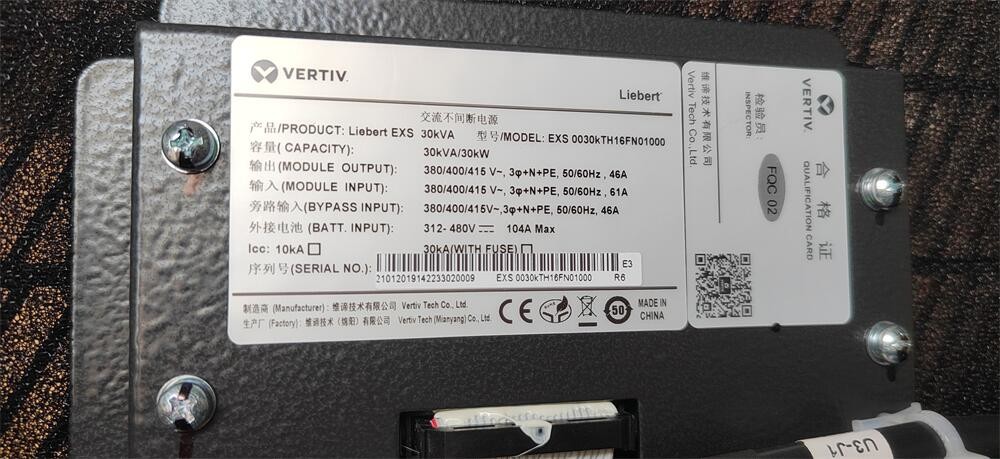 VERTIV
Liebert
交流不间断电源
产品/PRODUCT: Liebert EXS 30kVA 型号/MODEL: EXS 0030kTH16FN01000
容量( CAPACITY): 30kVA/30kW
输出(MODULE OUTPUT): 380/400/415 V~, 3φ+N+PE, 50/60Hz , 46A
输入(MODULE INPUT): 380/400/415 V~, 3φ+N+PE, 50/60Hz , 61A
旁路输入(BYPASS INPUT): 380/400/415V~,3φ+N+PE, 50/60Hz, 46A
外接电池 (BATT. INPUT): 312- 480V⎓ 104A Max
Icc: 10kA□ 30kA(WITH FUSE)□
序列号(SERIAL NO.):
21012019142233020009 EXS 0030kTH16FN01000
E3
R6
制造商 (Manufacturer) : 维谛技术有限公司 Vertiv Tech Co., Ltd.
生产厂 (Factory) : 维谛技术 (绵阳) 有限公司 Vertiv Tech (Mianyang) Co., Ltd.
CE
50
MADE IN
CHINA
VERTIV.
合格证
QUALIFICATION CARD
检验员:
INSPECTOR:
FQC 02
维谛技术有限公司
Vertiv Tech Co.,Ltd.
U3-J1